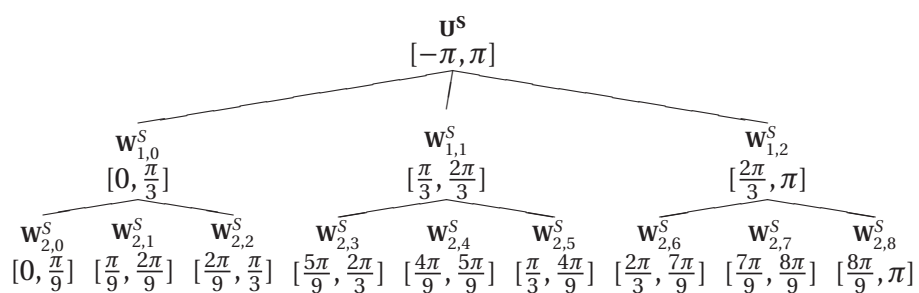 U^S
[−π, π]
W^S_{1,0} W^S_{1,1} W^S_{1,2}
[0, π/3] [π/3, 2π/3] [2π/3, π]
W^S_{2,0} W^S_{2,1} W^S_{2,2} W^S_{2,3} W^S_{2,4} W^S_{2,5} W^S_{2,6} W^S_{2,7} W^S_{2,8}
[0, π/9] [π/9, 2π/9] [2π/9, π/3] [5π/9, 2π/3] [4π/9, 5π/9] [π/3, 4π/9] [2π/3, 7π/9] [7π/9, 8π/9] [8π/9, π]